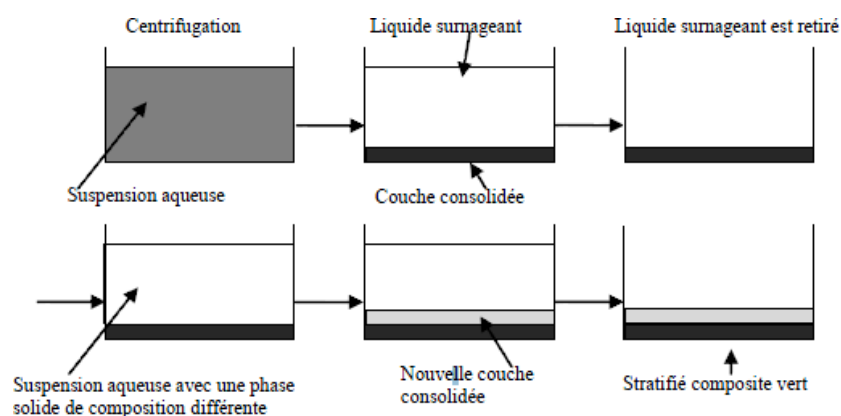 Centrifugation
Liquide surnageant
Liquide surnageant est retiré
Suspension aqueuse
Couche consolidée
Suspension aqueuse avec une phase
solide de composition différente
Nouvelle couche
consolidée
Stratifié composite vert